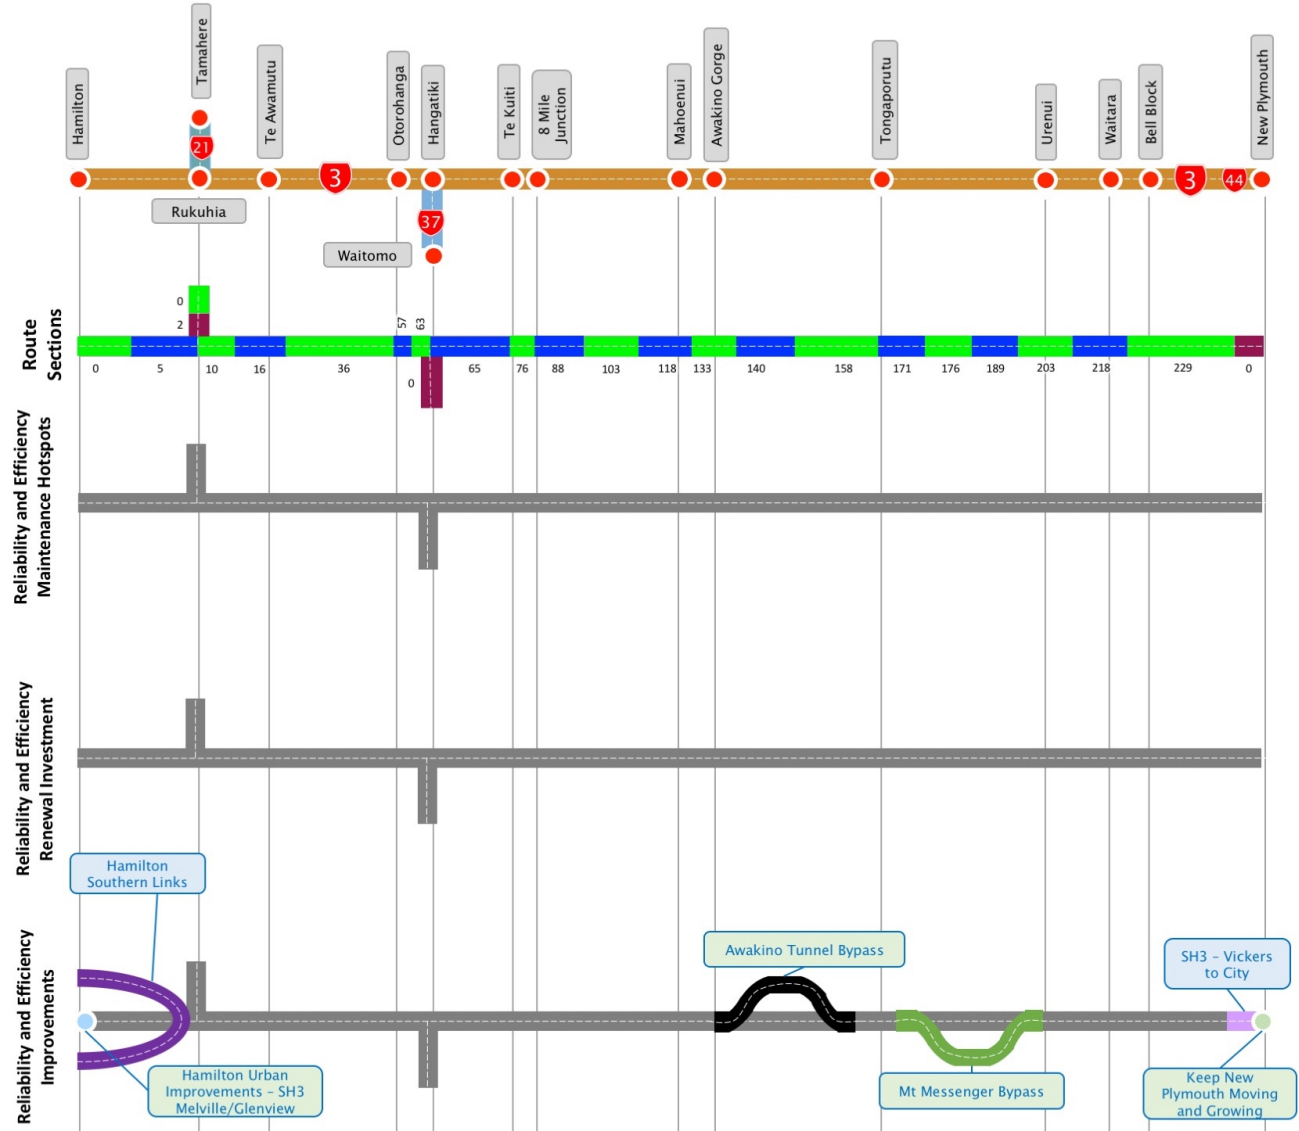 Hamilton
Tamahere
Te Awamutu
Otorohanga
Hangatiki
Te Kuiti
8 Mile
Junction
Mahoenui
Awakino Gorge
Tongaporutu
Urenui
Waitara
Bell Block
New Plymouth
21
3
3
44
Rukuhia
37
Waitomo
Route
Sections
0
2
57
63
0
5
10
16
36
0
65
76
88
103
118
133
140
158
171
176
189
203
218
229
0
Reliability and Efficiency
Maintenance Hotspots
Reliability and Efficiency
Renewal Investment
Hamilton
Southern Links
Reliability and Efficiency
Improvements
Awakino Tunnel Bypass
SH3 – Vickers
to City
Hamilton Urban
Improvements – SH3
Melville/Glenview
Mt Messenger Bypass
Keep New
Plymouth Moving
and Growing